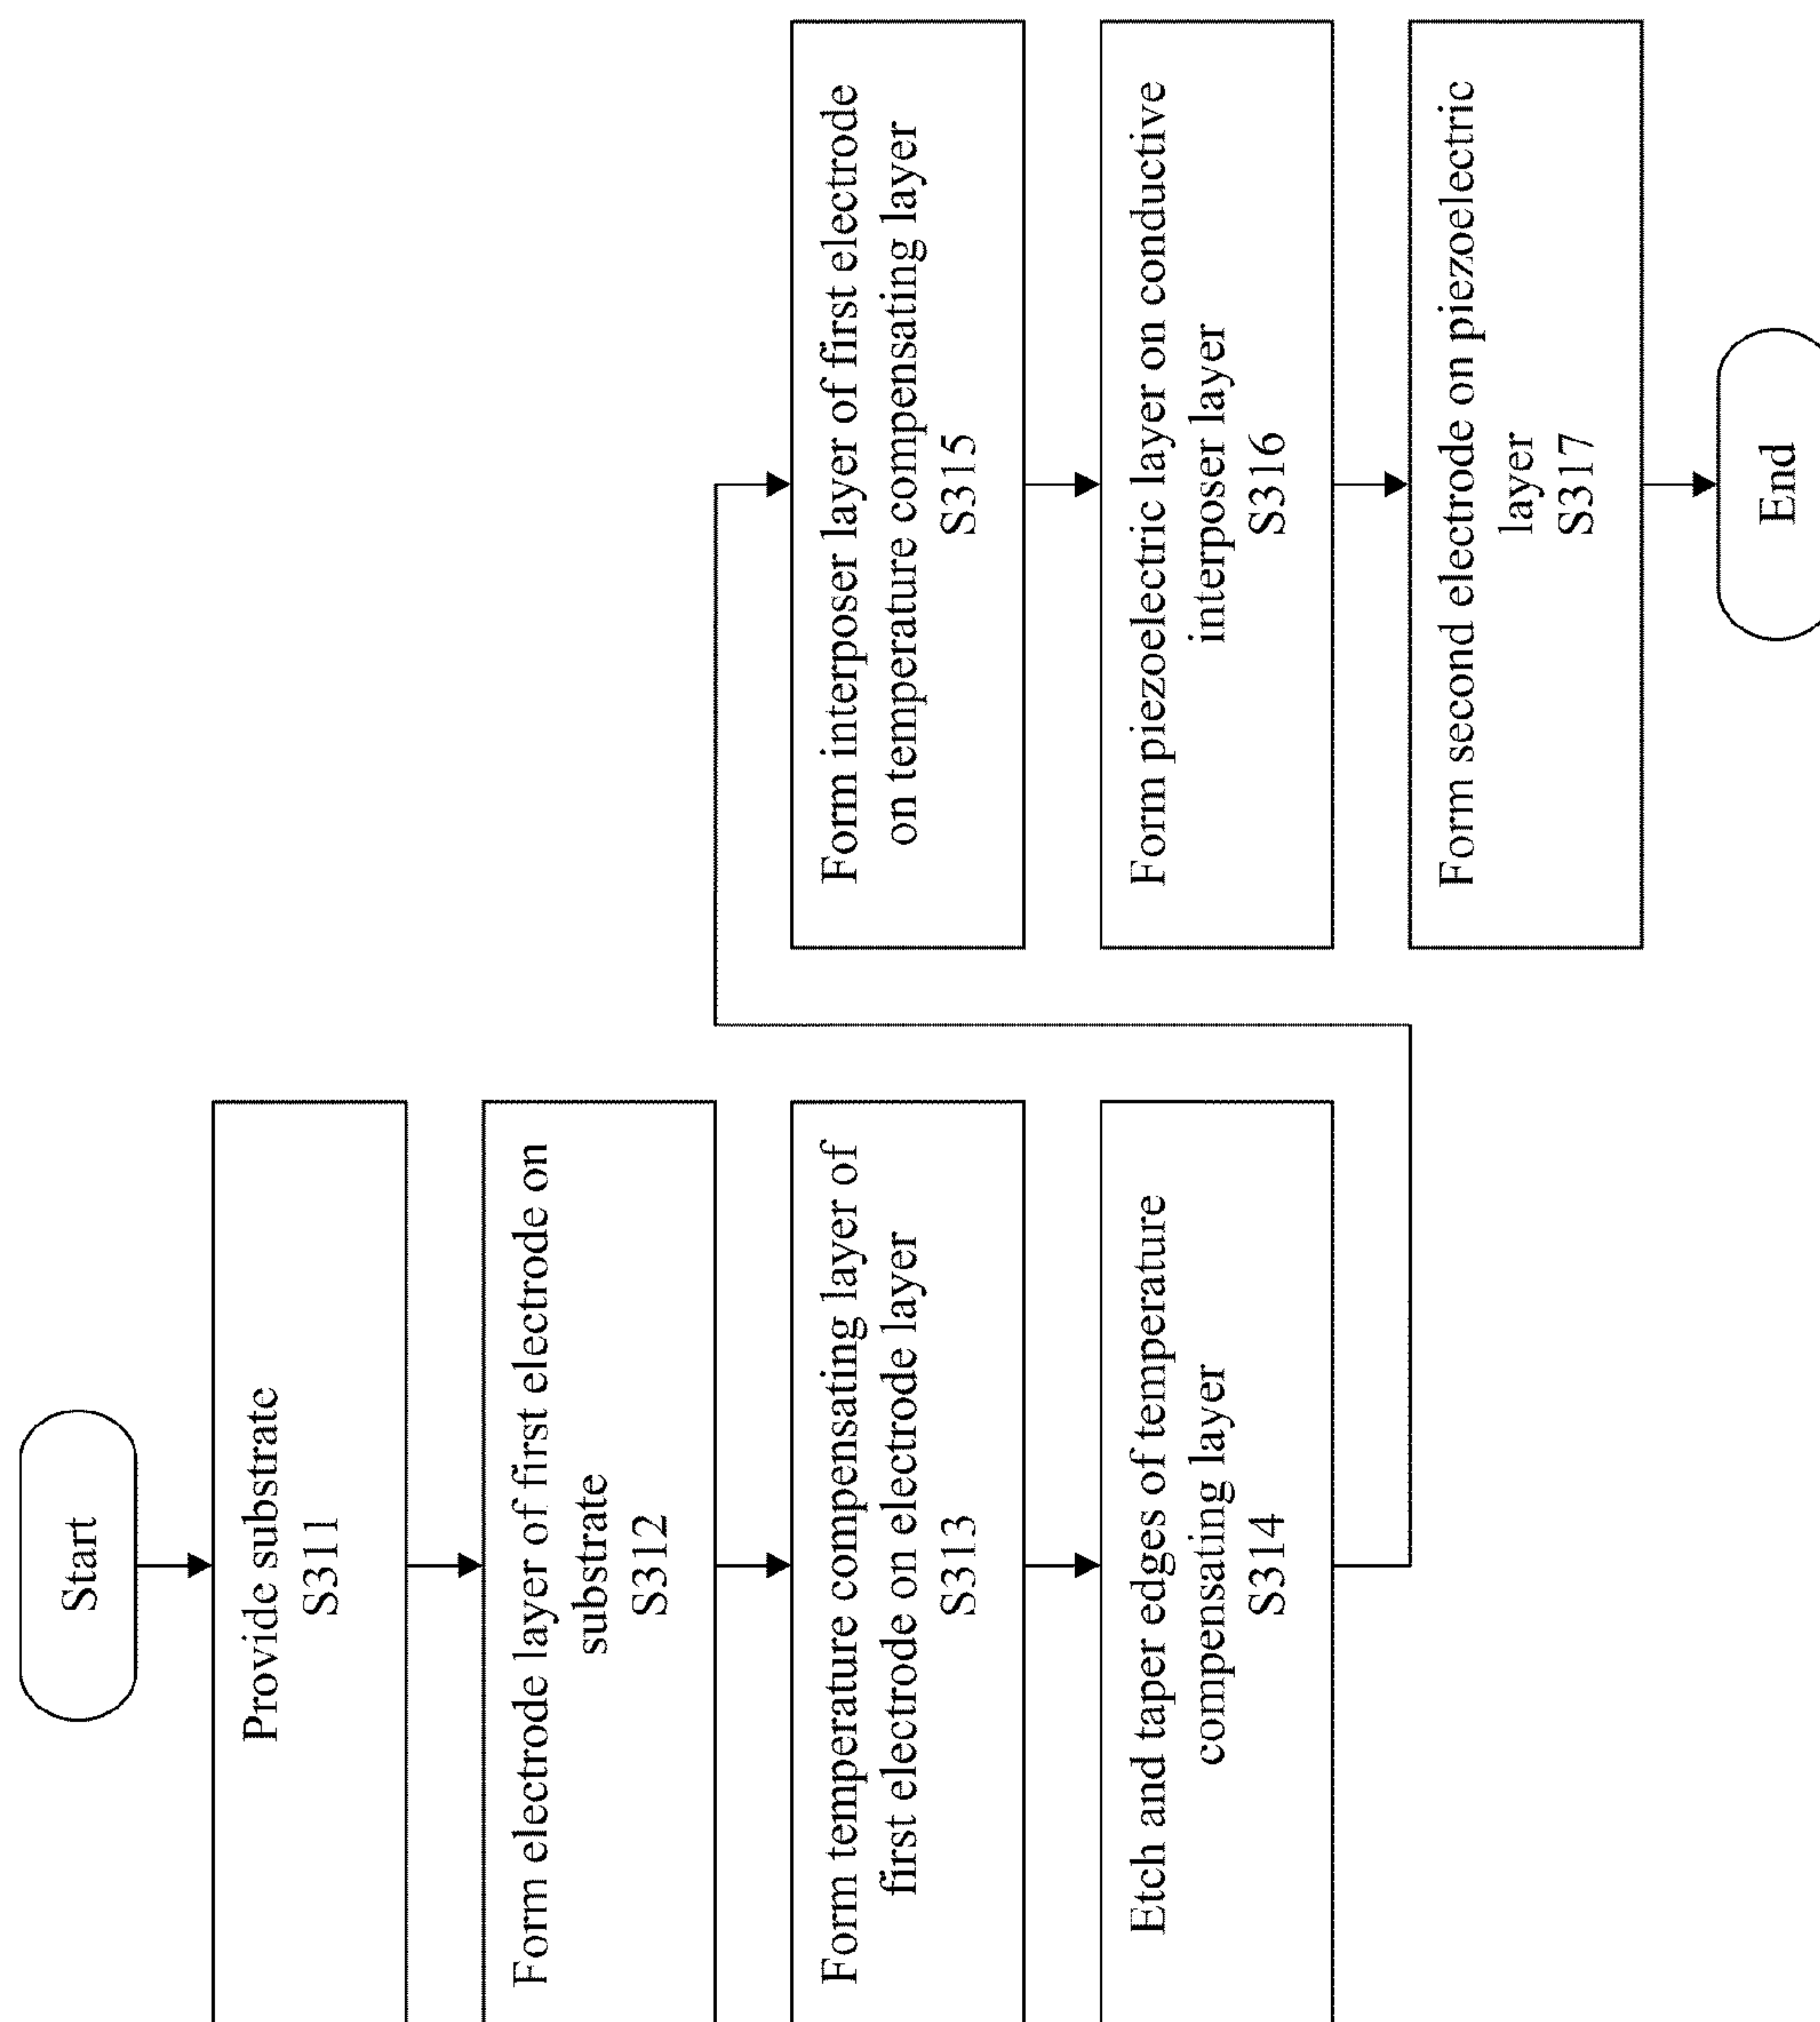 Start
Provide substrate
S311
Form electrode layer of first electrode on
substrate
S312
Form temperature compensating layer of
first electrode on electrode layer
S313
Etch and taper edges of temperature
compensating layer
S314
Form interposer layer of first electrode
on temperature compensating layer
S315
Form piezoelectric layer on conductive
interposer layer
S316
Form second electrode on piezoelectric
layer
S317
End